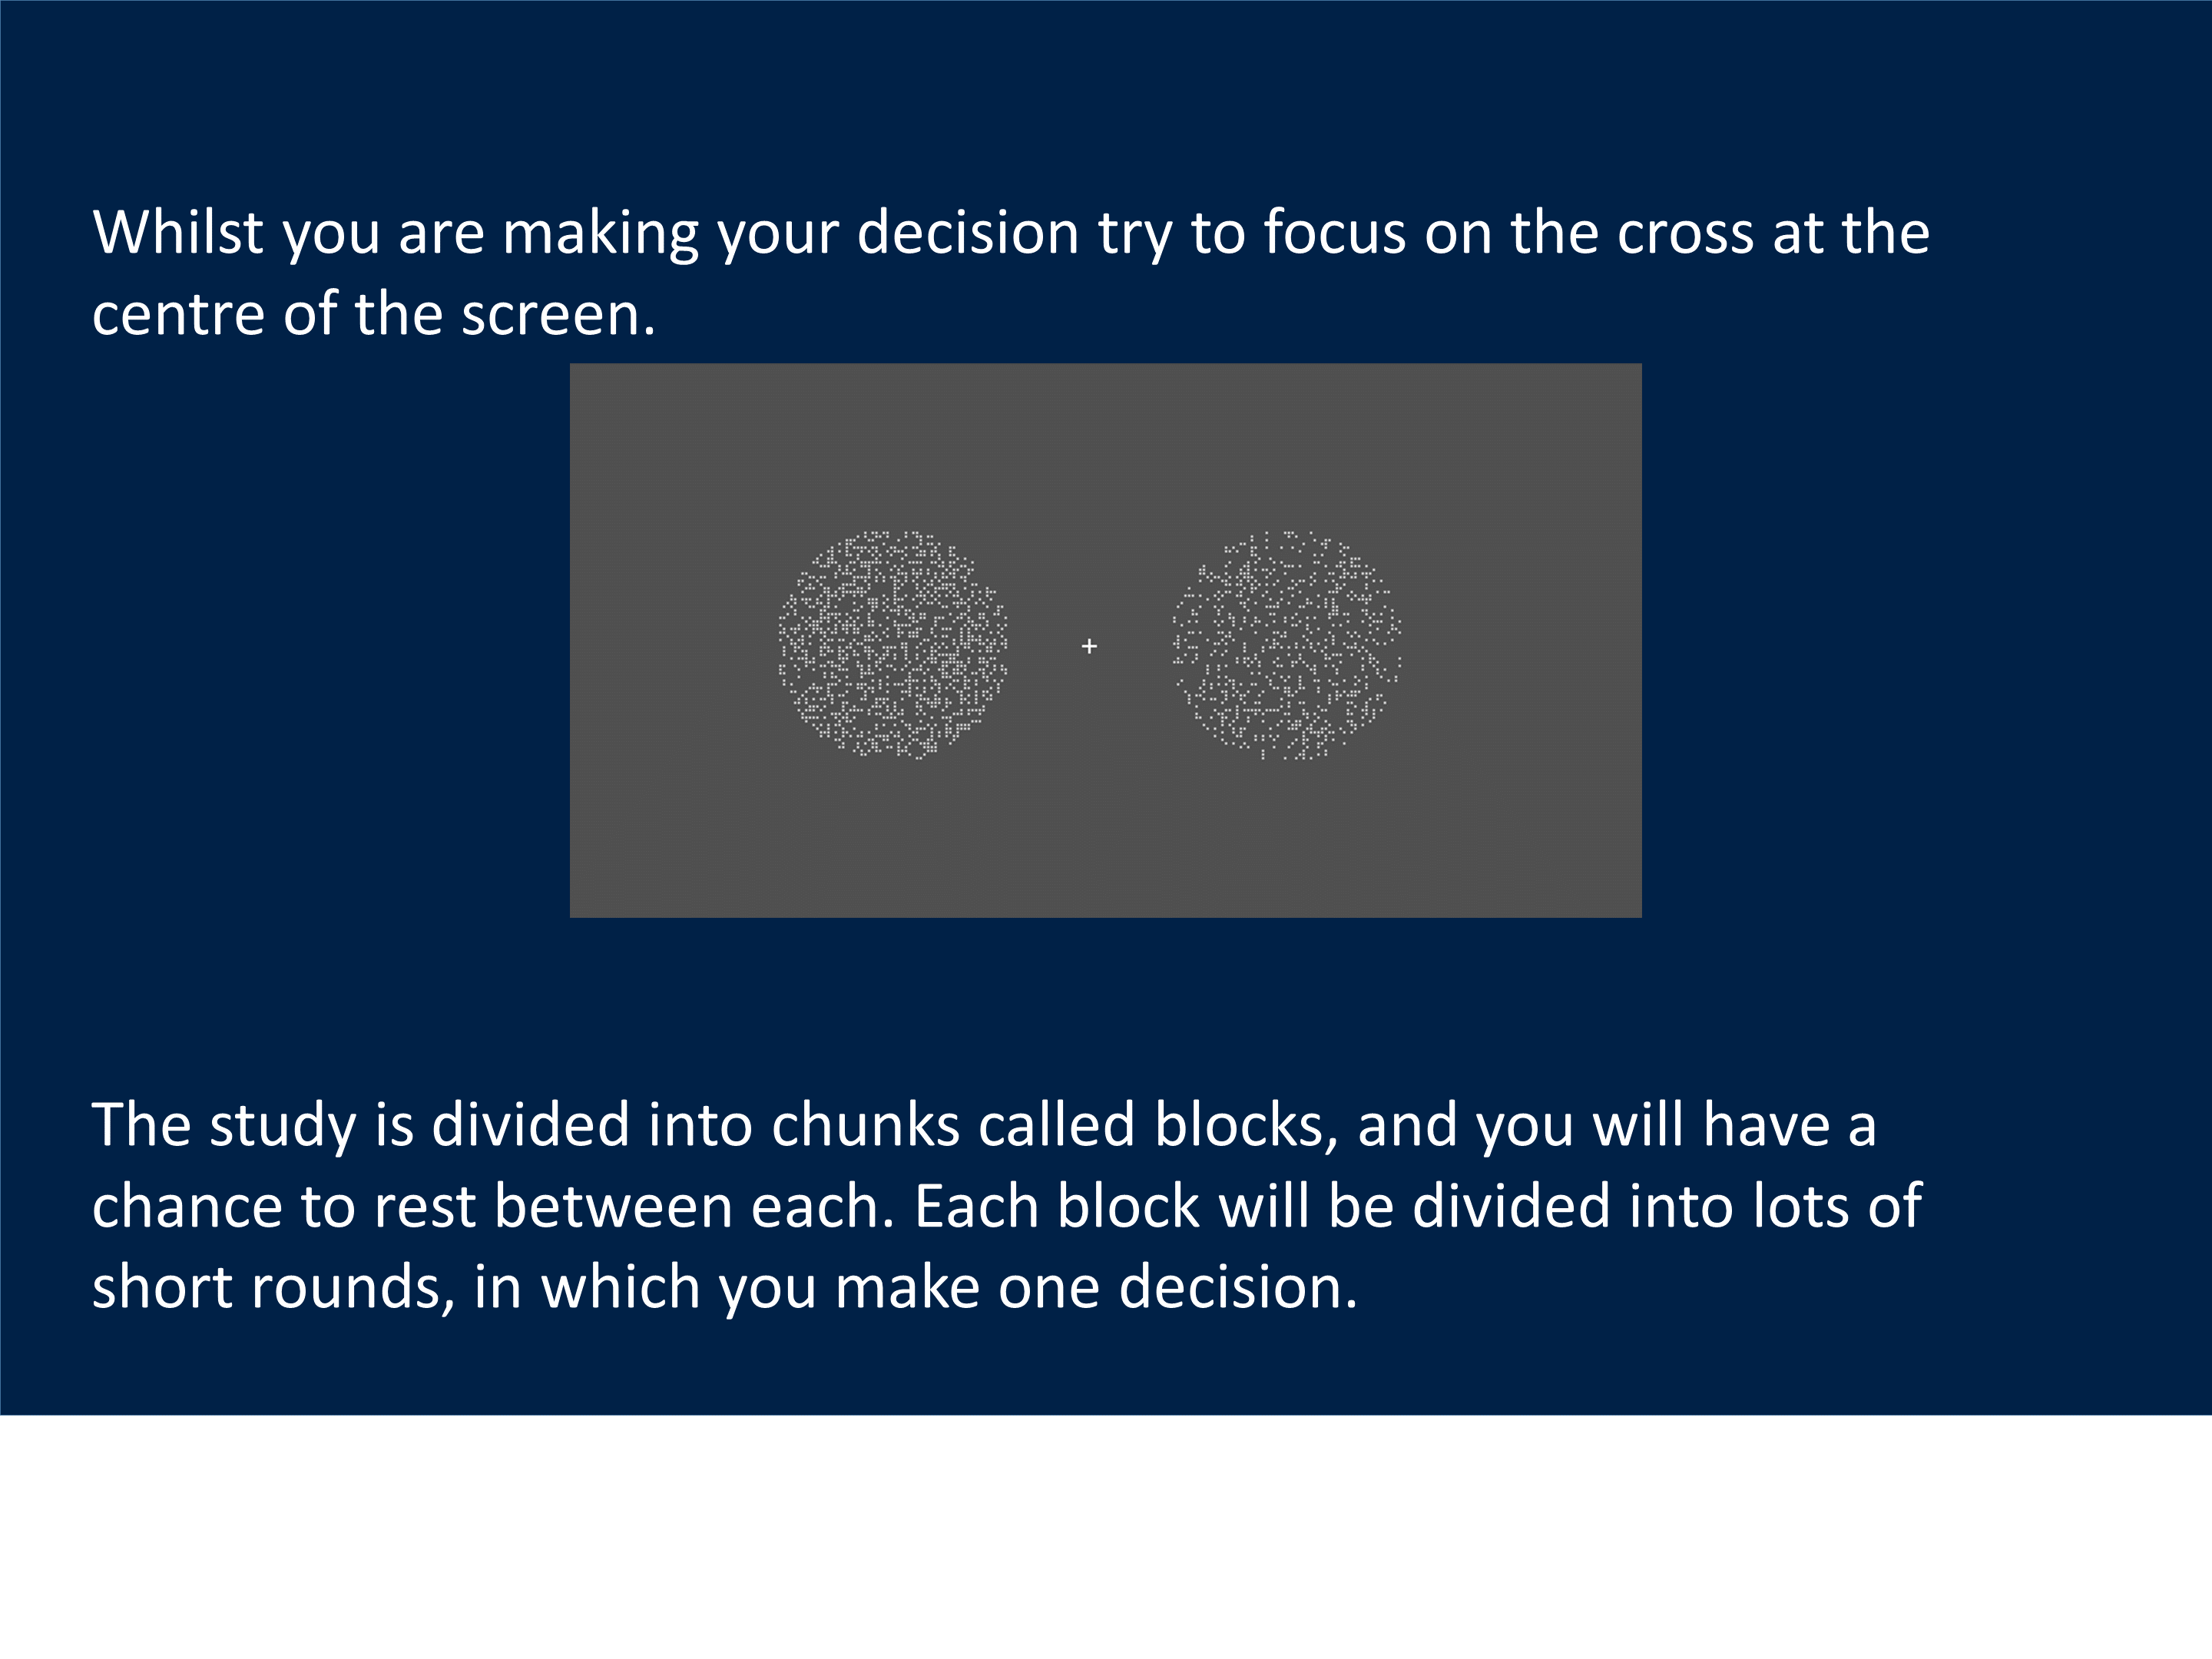 Whilst you are making your decision try to focus on the cross at the
centre of the screen.
The study is divided into chunks called blocks, and you will have a
chance to rest between each. Each block will be divided into lots of
short rounds, in which you make one decision.